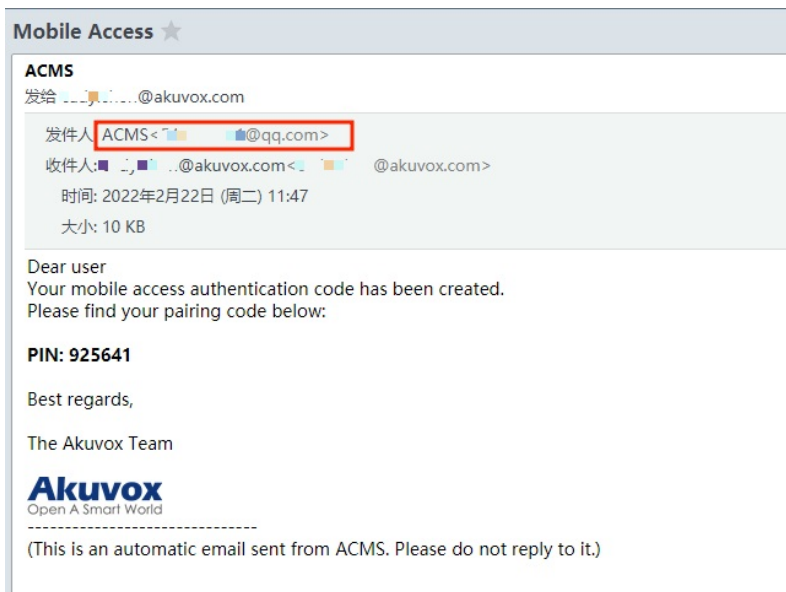 Mobile Access
ACMS
发给 @akuvox.com
发件人 ACMS< @qq.com>
收件人: @akuvox.com< @akuvox.com>
时间: 2022年2月22日 (周二) 11:47
大小: 10 KB
Dear user
Your mobile access authentication code has been created.
Please find your pairing code below:
PIN: 925641
Best regards,
The Akuvox Team
Akuvox
Open A Smart World
------------------------------
(This is an automatic email sent from ACMS. Please do not reply to it.)